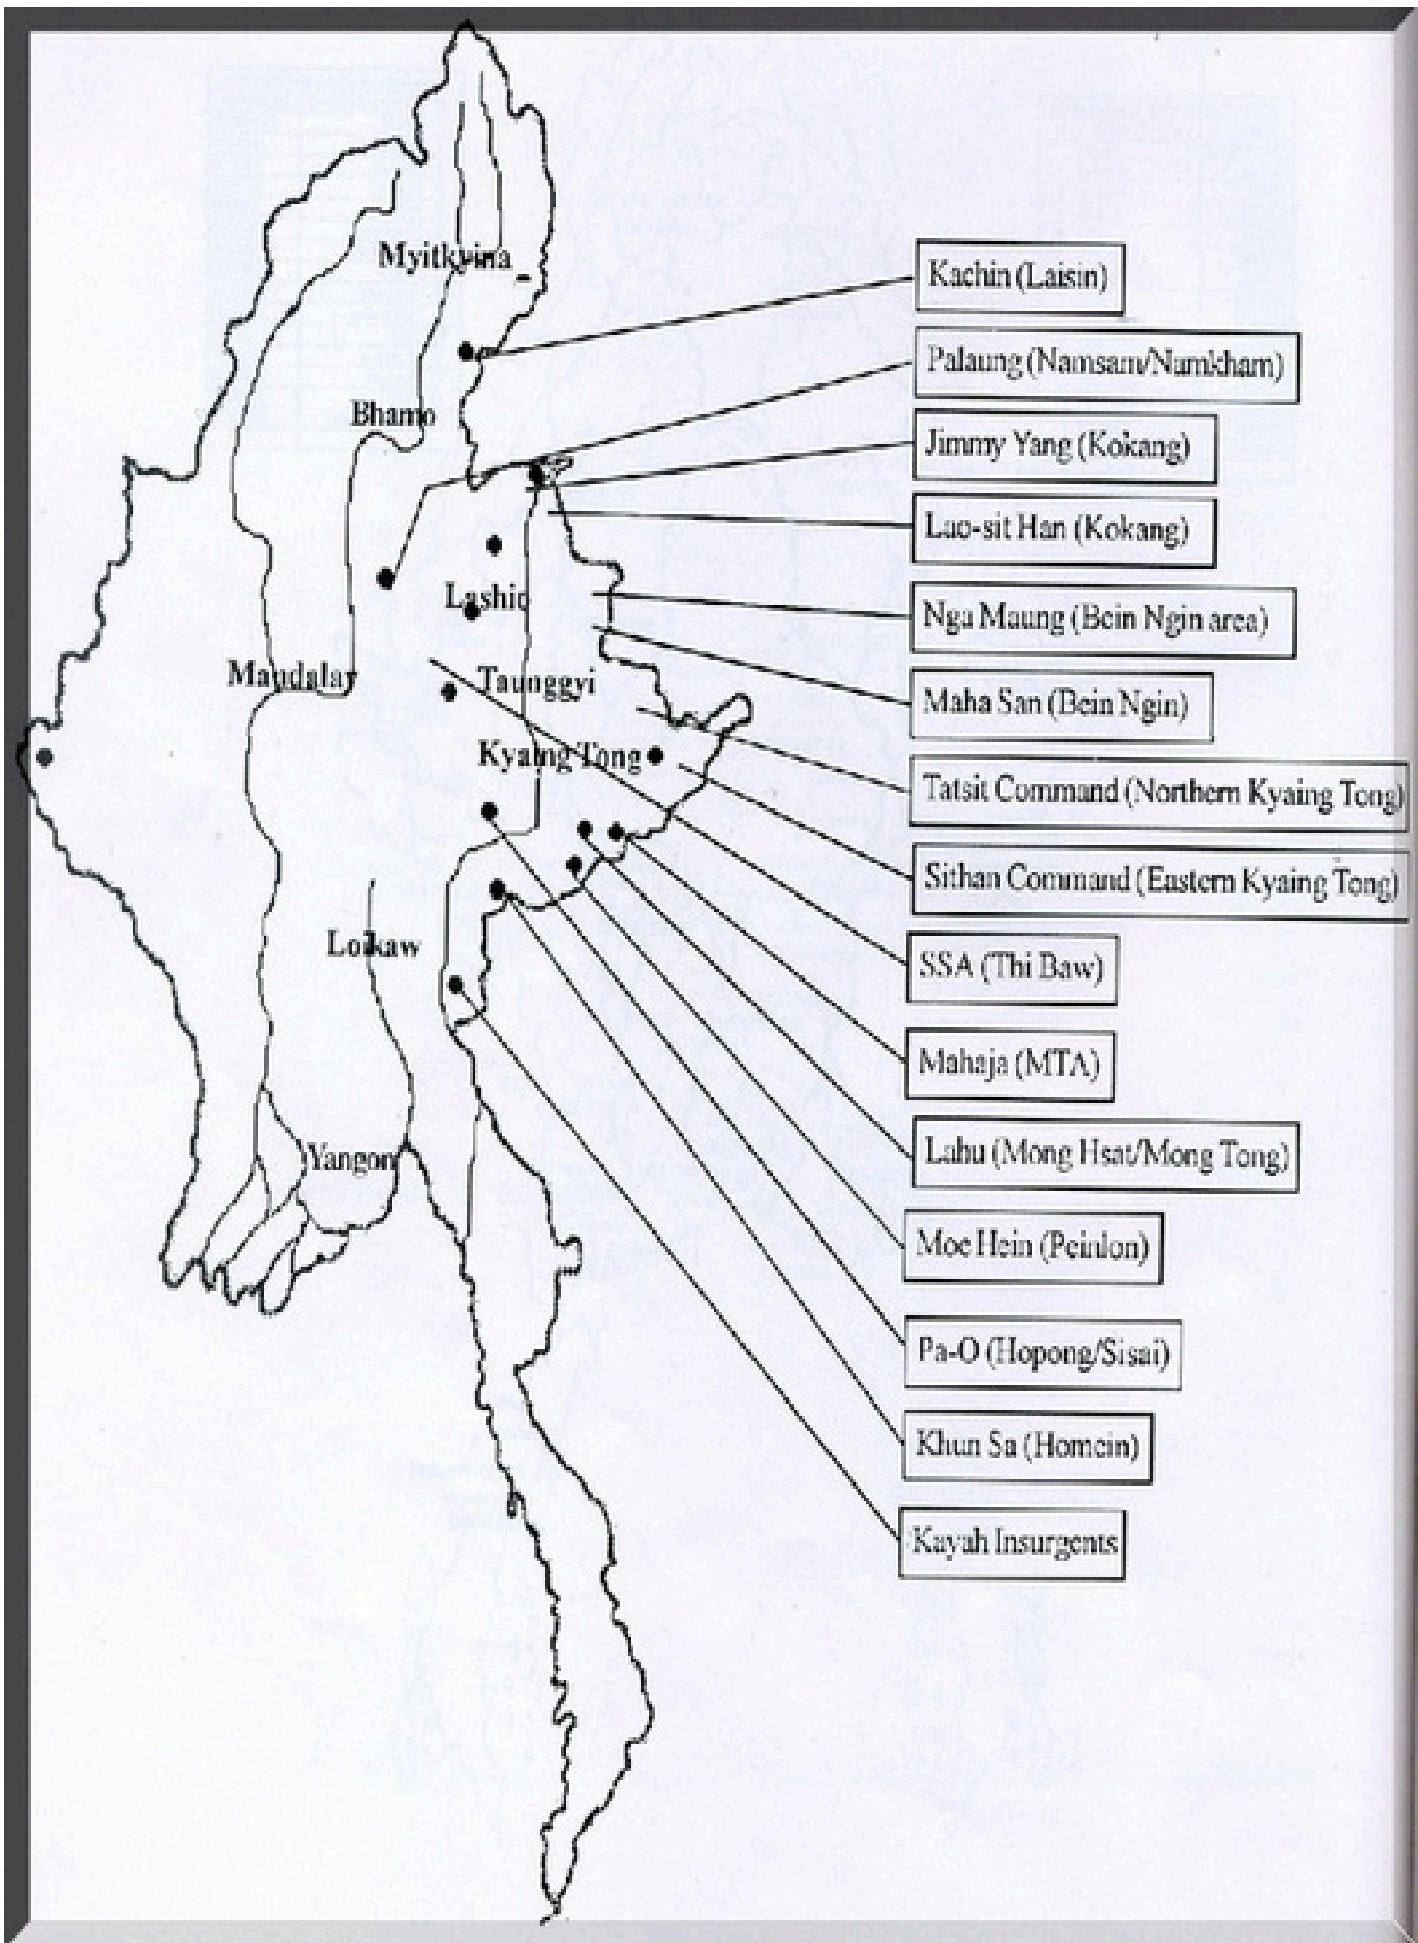 Myitkyina
Kachin (Laisin)
Palaung (Namsam/Namkham)
Bhamo
Jimmy Yang (Kokang)
Lao-sit Han (Kokang)
Lashio
Nga Maung (Bein Ngin area)
Mandalay
Taunggyi
Maha San (Bein Ngin)
Kyaing Tong
Tatsit Command (Northern Kyaing Tong)
Sithan Command (Eastern Kyaing Tong)
Loikaw
SSA (Thi Baw)
Mahaja (MTA)
Yangon
Lahu (Mong Hsat/Mong Tong)
Moe Hein (Peinlon)
Pa-O (Hopong/Sisai)
Khun Sa (Homein)
Kayah Insurgents